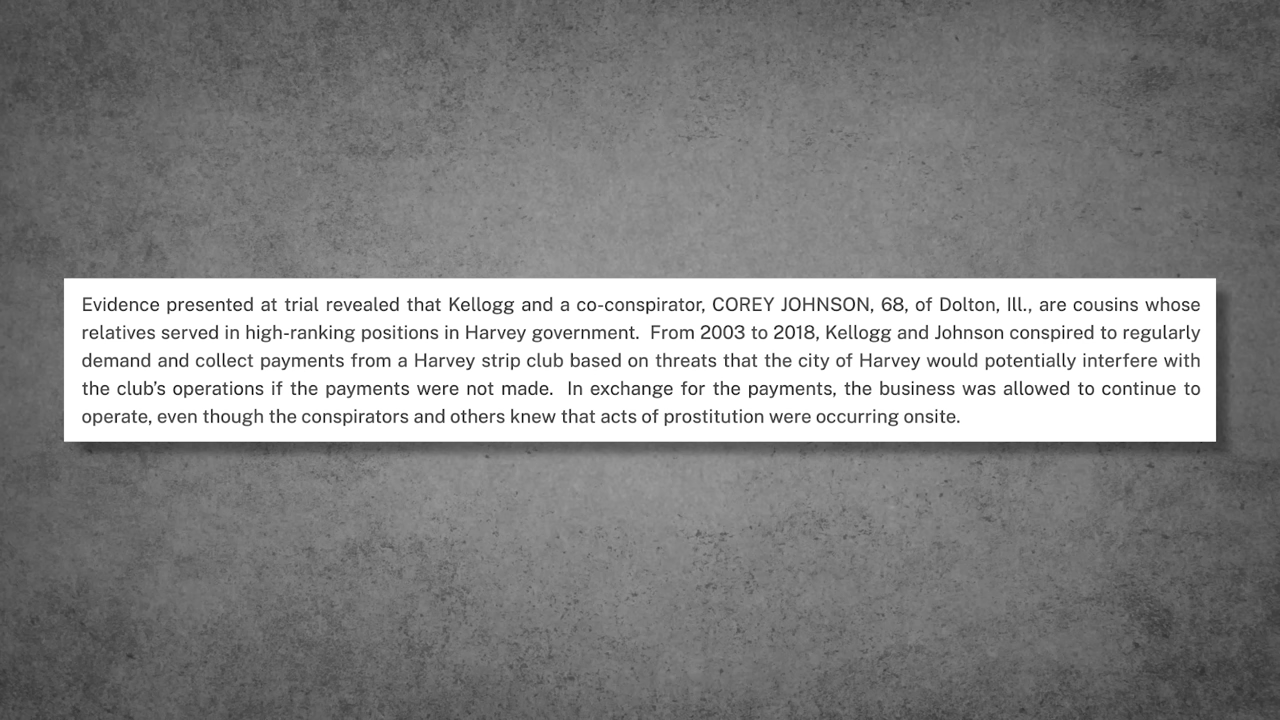 Evidence presented at trial revealed that Kellogg and a co-conspirator, COREY JOHNSON, 68, of Dolton, Ill., are cousins whose
relatives served in high-ranking positions in Harvey government.  From 2003 to 2018, Kellogg and Johnson conspired to regularly
demand and collect payments from a Harvey strip club based on threats that the city of Harvey would potentially interfere with
the club’s operations if the payments were not made.  In exchange for the payments, the business was allowed to continue to
operate, even though the conspirators and others knew that acts of prostitution were occurring onsite.